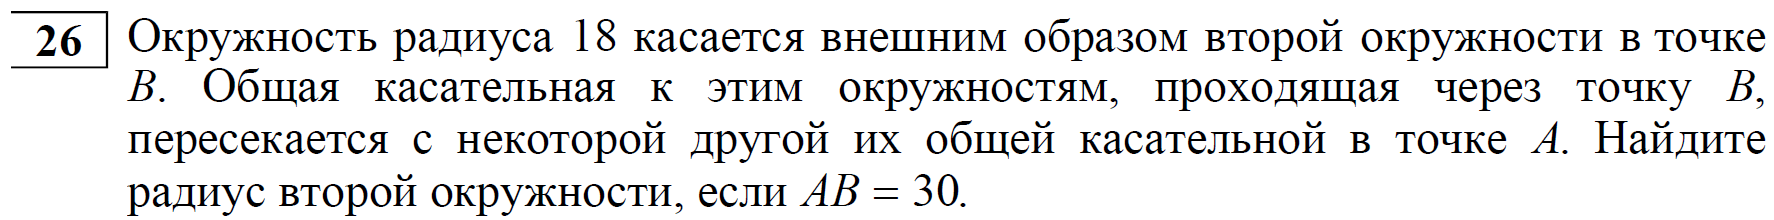 26 Окружность радиуса 18 касается внешним образом второй окружности в точке
B. Общая касательная к этим окружностям, проходящая через точку B,
пересекается с некоторой другой их общей касательной в точке A. Найдите
радиус второй окружности, если AB = 30.